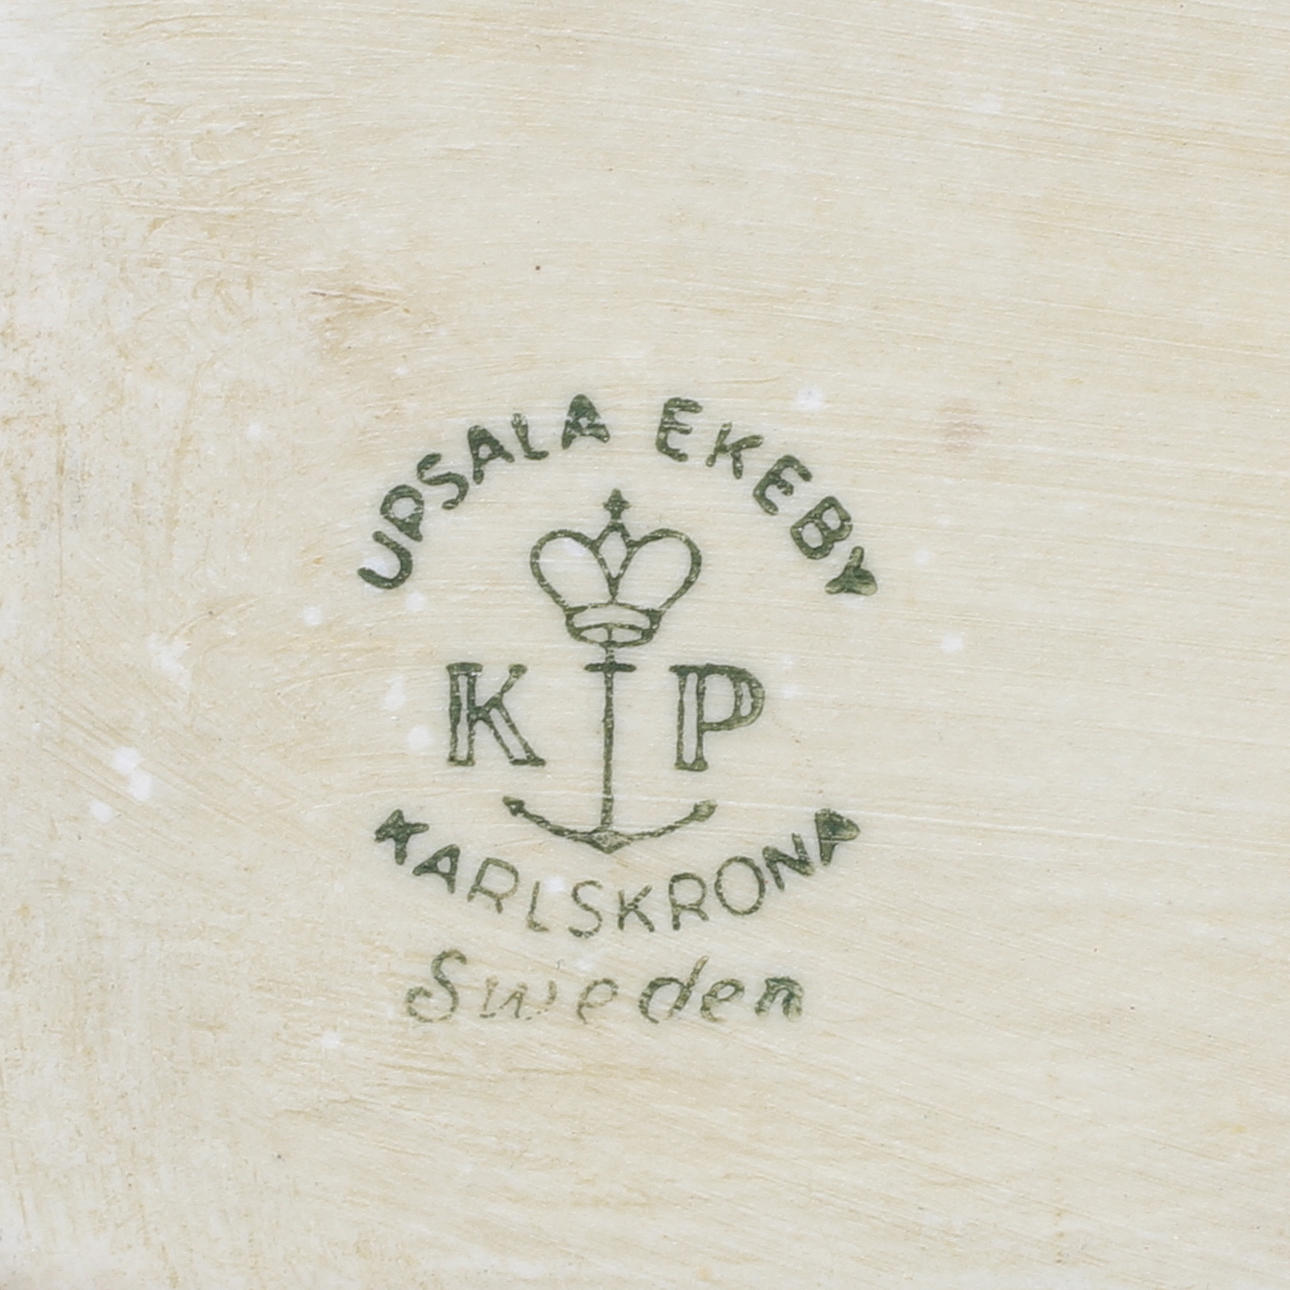 UPSALA EKEBY
K P
KARLSKRONA
Sweden